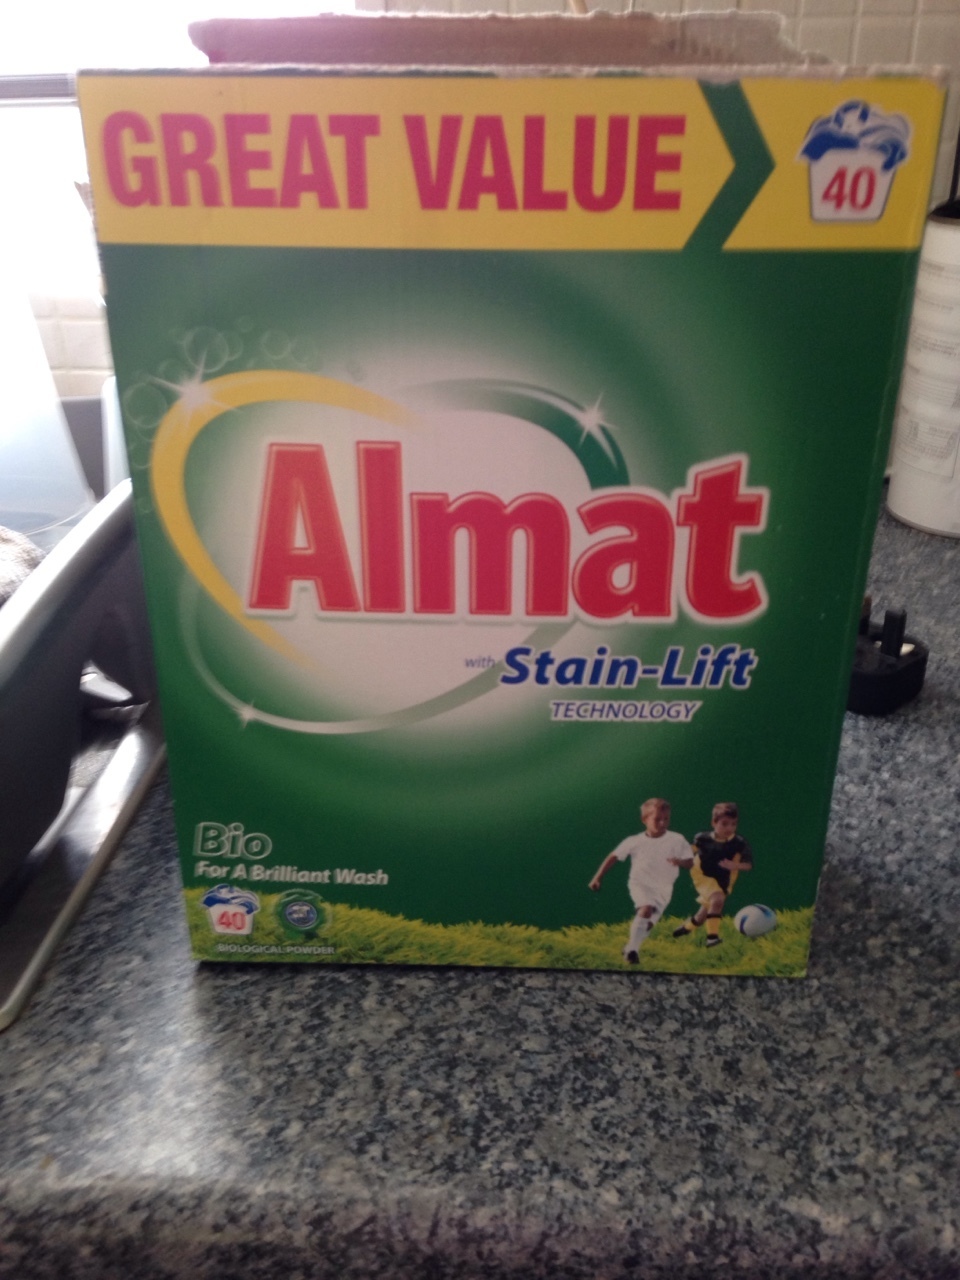 GREAT VALUE
40
Almat
with Stain-Lift
TECHNOLOGY
Bio
For A Brilliant Wash
40
BIOLOGICAL POWDER